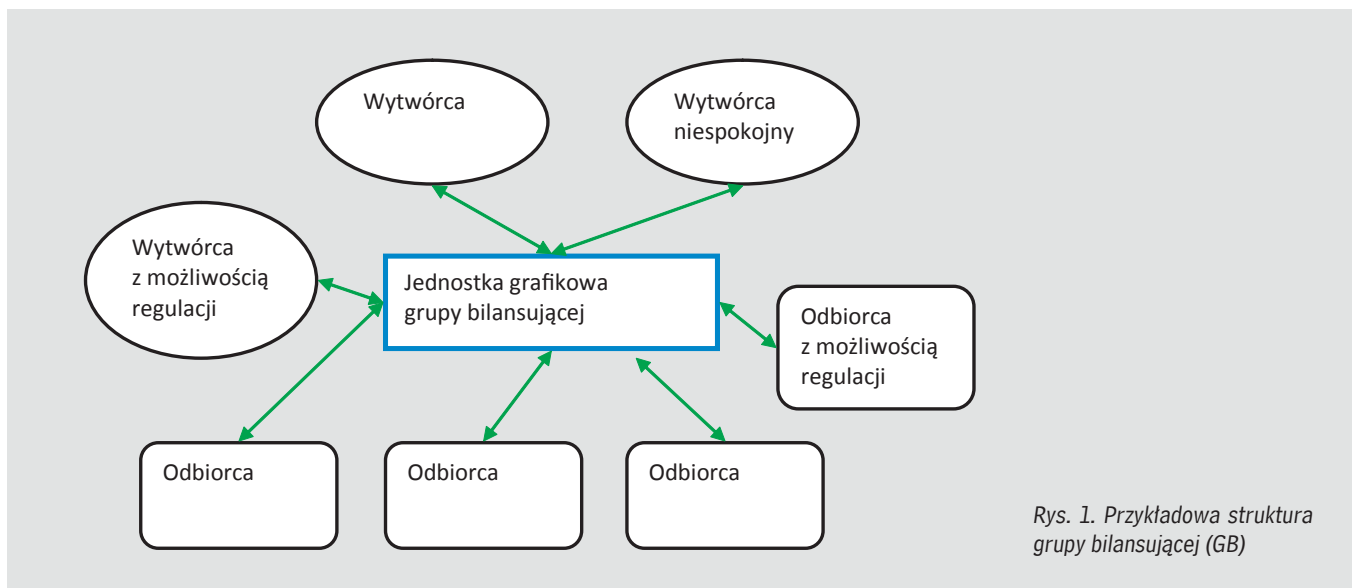 Wytwórca
Wytwórca
niespokojny
Wytwórca
z możliwością
regulacji
Jednostka grafikowa
grupy bilansującej
Odbiorca
z możliwością
regulacji
Odbiorca
Odbiorca
Odbiorca
Rys. 1. Przykładowa struktura
grupy bilansującej (GB)